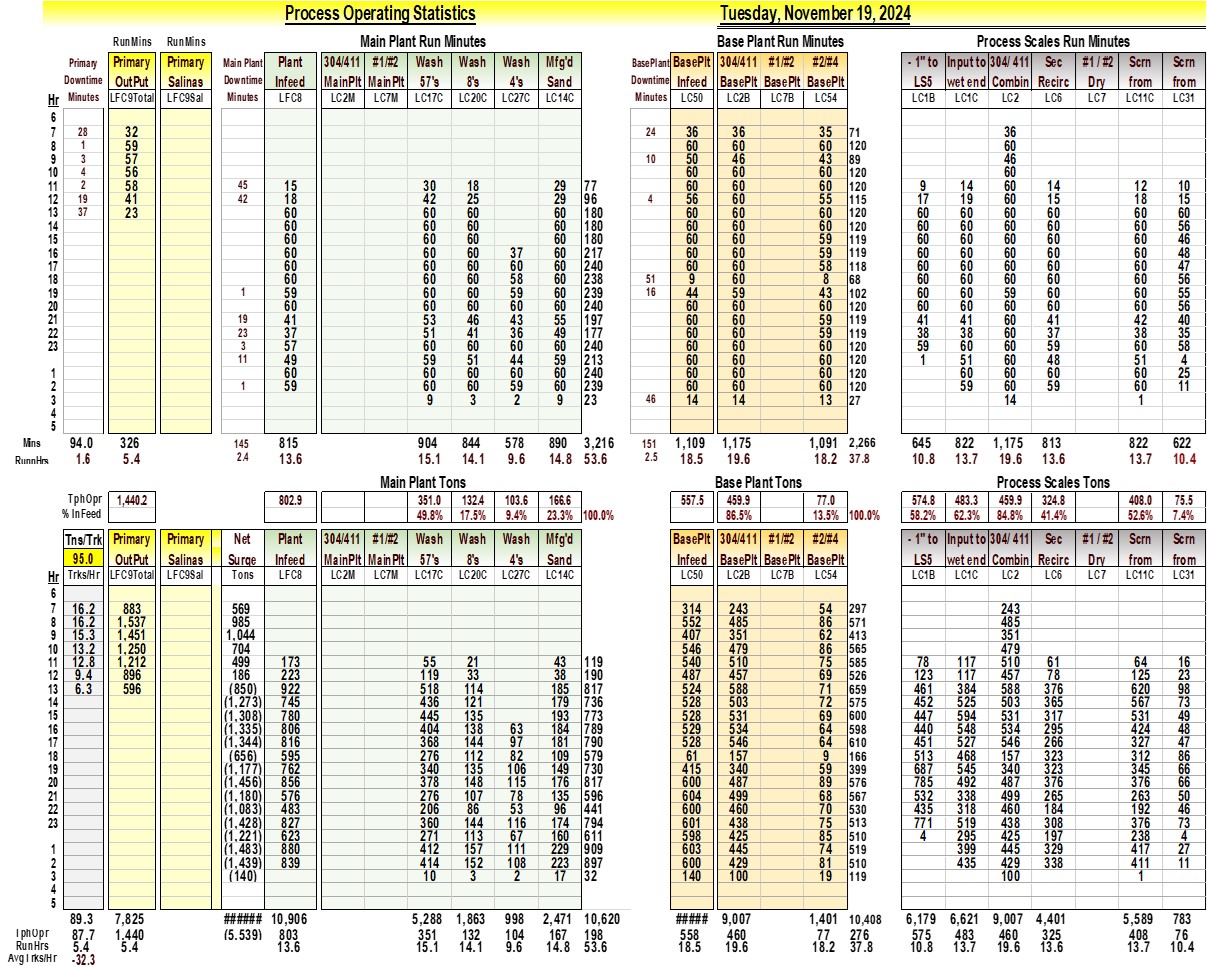 Process Operating Statistics Tuesday, November 19, 2024
RunMins RunMins Main Plant Run Minutes Base Plant Run Minutes Process Scales Run Minutes
Primary Primary Primary Main Plant Plant 304/411 #1/#2 Wash Wash Wash Mfg'd BasePlant BasePlt 304/411 #1/#2 #2/#4 - 1" to Input to 304/ 411 Sec #1 / #2 Scrn Scrn
Downtime OutPut Salinas Downtime Infeed MainPlt MainPlt 57's 8's 4's Sand Downtime Infeed BasePlt BasePlt BasePlt LS5 wet end Combin Recirc Dry from from
Hr Minutes LFC9Total LFC9Sal Minutes LFC8 LC2M LC7M LC17C LC20C LC27C LC14C Minutes LC50 LC2B LC7B LC54 LC1B LC1C LC2 LC6 LC7 LC11C LC31
6
7 28 32 24 36 36 35 71 36
8 1 59 60 60 60 120 60
9 3 57 10 50 46 43 89 46
10 4 56 60 60 60 120 60
11 2 58 45 15 30 18 29 77 60 60 60 120 9 14 60 14 12 10
12 19 41 42 18 42 25 29 96 4 56 60 55 115 17 19 60 15 18 15
13 37 23 60 60 60 60 180 60 60 60 120 60 60 60 60 60 60
14 60 60 60 60 180 60 60 60 120 60 60 60 60 60 56
15 60 60 60 60 180 60 60 59 119 60 60 60 60 60 46
16 60 60 60 37 60 217 60 60 59 119 60 60 60 60 60 48
17 60 60 60 60 60 240 60 60 58 118 60 60 60 60 60 47
18 60 60 60 58 60 238 51 9 60 8 68 60 60 60 60 60 56
19 1 59 60 60 59 60 239 16 44 59 43 102 60 60 59 60 60 55
20 60 60 60 60 60 240 60 60 60 120 60 60 60 60 60 56
21 19 41 53 46 43 55 197 60 60 59 119 41 41 60 41 42 40
22 23 37 51 41 36 49 177 60 60 59 119 38 38 60 37 38 35
23 3 57 60 60 60 60 240 60 60 60 120 59 60 60 60 60 58
11 49 59 51 44 59 213 60 60 60 120 1 51 60 48 51 4
1 60 60 60 60 60 240 60 60 60 120 60 60 60 60 25
2 1 59 60 60 59 60 239 60 60 60 120 59 60 59 60 11
3 9 3 2 9 23 46 14 14 13 27 14 1
4
5
Mins 94.0 326 145 815 904 844 578 890 3,216 151 1,109 1,175 1,091 2,266 645 822 1,175 813 822 622
RunnHrs 1.6 5.4 2.4 13.6 15.1 14.1 9.6 14.8 53.6 2.5 18.5 19.6 18.2 37.8 10.8 13.7 19.6 13.6 13.7 10.4
Main Plant Tons Base Plant Tons Process Scales Tons
TphOpr 1,440.2 802.9 351.0 132.4 103.6 166.6 557.5 459.9 77.0 574.8 483.3 459.9 324.8 408.0 75.5
% InFeed 49.8% 17.5% 9.4% 23.3% 100.0% 86.5% 13.5% 100.0% 58.2% 62.3% 84.8% 41.4% 52.6% 7.4%
Tns/Trk Primary Primary Net Plant 304/411 #1/#2 Wash Wash Wash Mfg'd BasePlt 304/411 #1/#2 #2/#4 - 1" to Input to 304/ 411 Sec #1 / #2 Scrn Scrn
95.0 OutPut Salinas Surge Infeed MainPlt MainPlt 57's 8's 4's Sand Infeed BasePlt BasePlt BasePlt LS5 wet end Combin Recirc Dry from from
Hr Trks/Hr LFC9Total LFC9Sal Tons LFC8 LC2M LC7M LC17C LC20C LC27C LC14C LC50 LC2B LC7B LC54 LC1B LC1C LC2 LC6 LC7 LC11C LC31
6
7 16.2 883 569 314 243 54 297 243
8 16.2 1,537 985 552 485 86 571 485
9 15.3 1,451 1,044 407 351 62 413 351
10 13.2 1,250 704 546 479 86 565 479
11 12.8 1,212 499 173 55 21 43 119 540 510 75 585 78 117 510 61 64 16
12 9.4 896 186 223 119 33 38 190 487 457 69 526 123 117 457 78 125 23
13 6.3 596 (850) 922 518 114 185 817 524 588 71 659 461 384 588 376 620 98
14 (1,273) 745 436 121 179 736 528 503 72 575 452 525 503 365 567 73
15 (1,308) 780 445 135 193 773 528 531 69 600 447 594 531 317 531 49
16 (1,335) 806 404 138 63 184 789 529 534 64 598 440 548 534 295 424 48
17 (1,344) 816 368 144 97 181 790 528 546 64 610 451 527 546 266 327 47
18 (656) 595 276 112 82 109 579 61 157 9 166 513 468 157 323 312 86
19 (1,177) 762 340 135 106 149 730 415 340 59 399 687 545 340 323 345 66
20 (1,456) 856 378 148 115 176 817 600 487 89 576 785 492 487 376 376 66
21 (1,180) 576 276 107 78 135 596 604 499 68 567 532 338 499 265 263 50
22 (1,083) 483 206 86 53 96 441 600 460 70 530 435 318 460 184 192 46
23 (1,428) 827 360 144 116 174 794 601 438 75 513 771 519 438 308 376 73
(1,221) 623 271 113 67 160 611 598 425 85 510 4 295 425 197 238 4
1 (1,483) 880 412 157 111 229 909 603 445 74 519 399 445 329 417 27
2 (1,439) 839 414 152 108 223 897 600 429 81 510 435 429 338 411 11
3 (140) 10 3 2 17 32 140 100 19 119 100 1
4
5
89.3 7,825 ###### 10,906 5,288 1,863 998 2,471 10,620 ##### 9,007 1,401 10,408 6,179 6,621 9,007 4,401 5,589 783
TphOpr 87.7 1,440 (5,539) 803 351 132 104 167 198 558 460 77 276 575 483 460 325 408 76
RunHrs 5.4 5.4 13.6 15.1 14.1 9.6 14.8 53.6 18.5 19.6 18.2 37.8 10.8 13.7 19.6 13.6 13.7 10.4
AvgTrks/Hr -32.3